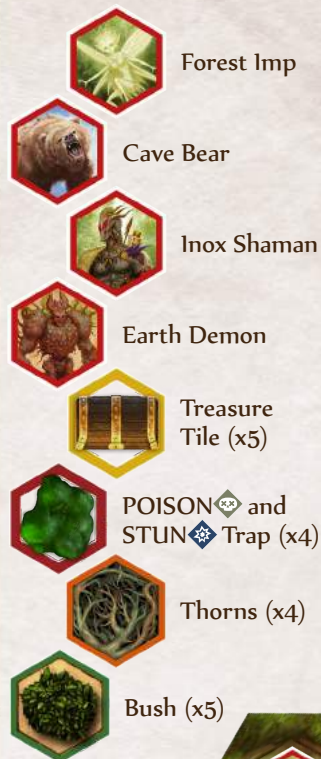 Forest Imp
Cave Bear
Inox Shaman
Earth Demon
Treasure
Tile (x5)
POISON and
STUN Trap (x4)
Thorns (x4)
Bush (x5)